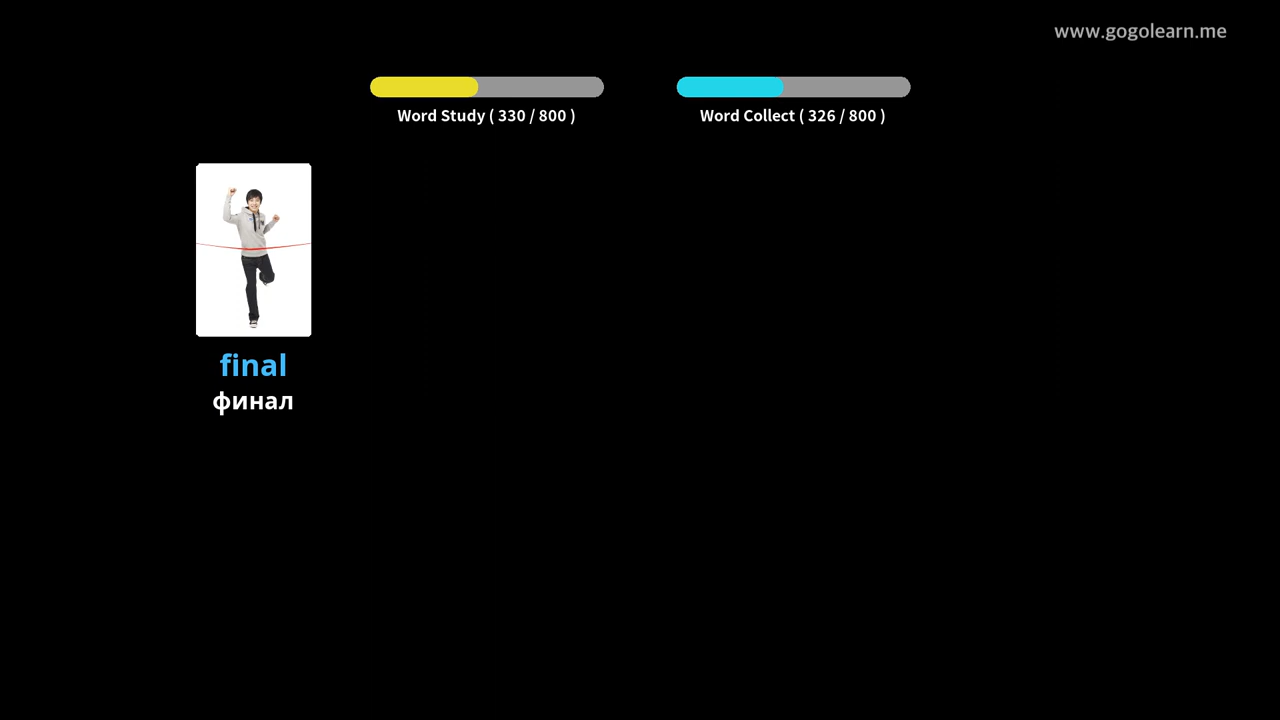 www.gogolearn.me
Word Study ( 330 / 800 )
Word Collect ( 326 / 800 )
final
финал